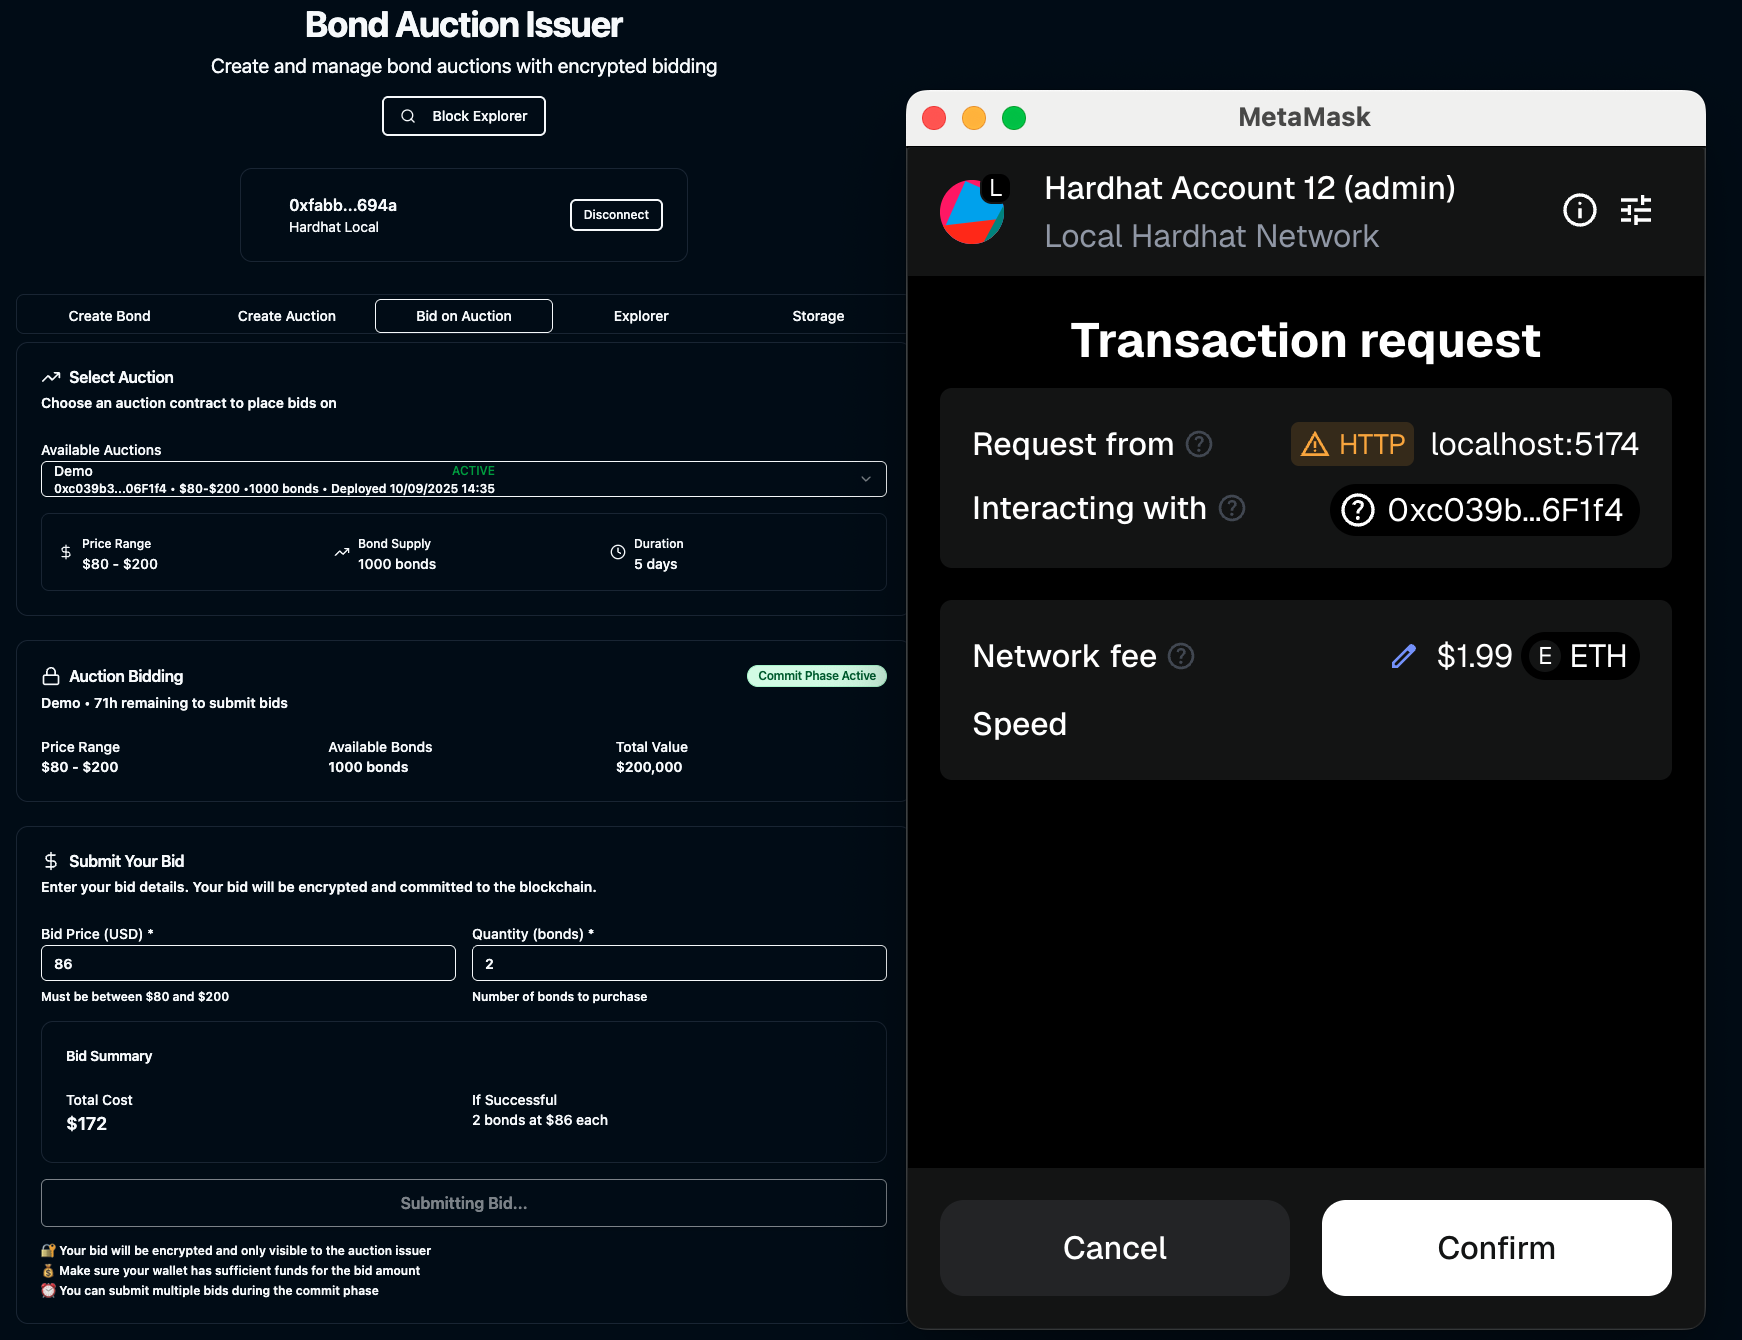 Bond Auction Issuer
Create and manage bond auctions with encrypted bidding
Block Explorer
0xfabb...694a
Hardhat Local
Disconnect
Create Bond
Create Auction
Bid on Auction
Explorer
Storage
Select Auction
Choose an auction contract to place bids on
Available Auctions
Demo ACTIVE
0xc039b3...06F1f4 • $80-$200 •1000 bonds • Deployed 10/09/2025 14:35
Price Range
$80 - $200
Bond Supply
1000 bonds
Duration
5 days
Auction Bidding
Commit Phase Active
Demo • 71h remaining to submit bids
Price Range
$80 - $200
Available Bonds
1000 bonds
Total Value
$200,000
Submit Your Bid
Enter your bid details. Your bid will be encrypted and committed to the blockchain.
Bid Price (USD) *
86
Must be between $80 and $200
Quantity (bonds) *
2
Number of bonds to purchase
Bid Summary
Total Cost
$172
If Successful
2 bonds at $86 each
Submitting Bid...
🔐 Your bid will be encrypted and only visible to the auction issuer
💰 Make sure your wallet has sufficient funds for the bid amount
⏰ You can submit multiple bids during the commit phase
MetaMask
L
Hardhat Account 12 (admin)
Local Hardhat Network
Transaction request
Request from HTTP localhost:5174
Interacting with 0xc039b...6F1f4
Network fee $1.99 E ETH
Speed
Cancel
Confirm